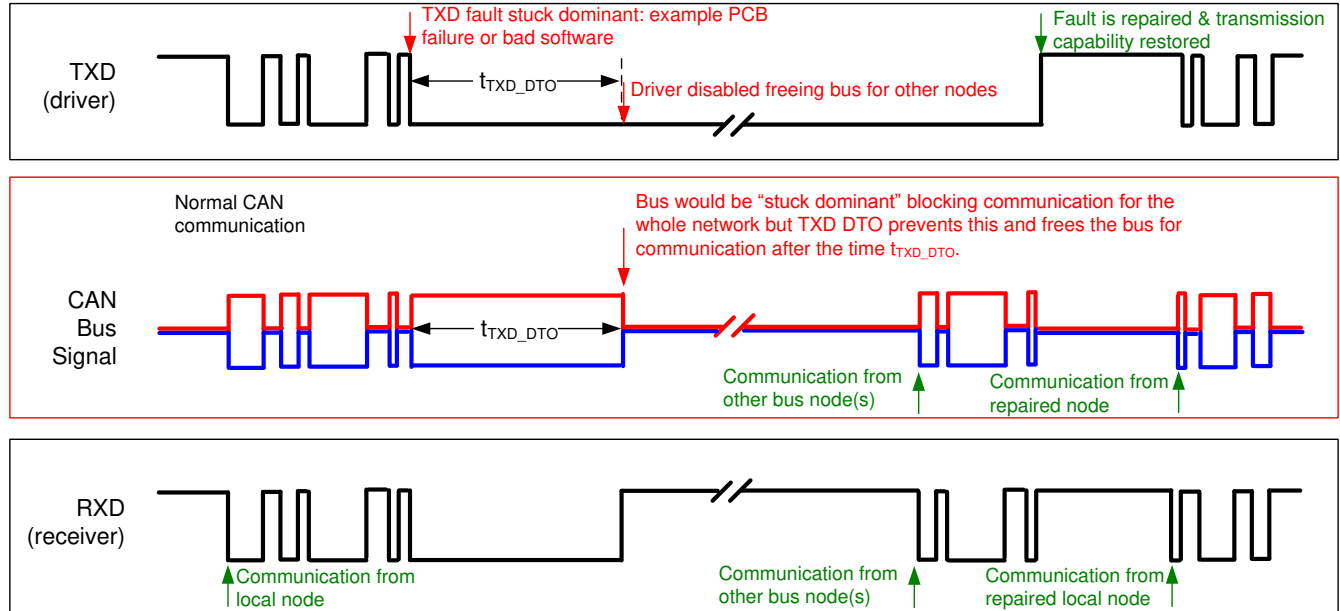 TXD fault stuck dominant: example PCB
failure or bad software
Fault is repaired & transmission
capability restored
TXD
(driver)
tTXD_DTO
Driver disabled freeing bus for other nodes
Normal CAN
communication
Bus would be “stuck dominant” blocking communication for the
whole network but TXD DTO prevents this and frees the bus for
communication after the time tTXD_DTO.
CAN
Bus
Signal
tTXD_DTO
Communication from
other bus node(s)
Communication from
repaired node
RXD
(receiver)
Communication from
local node
Communication from
other bus node(s)
Communication from
repaired local node